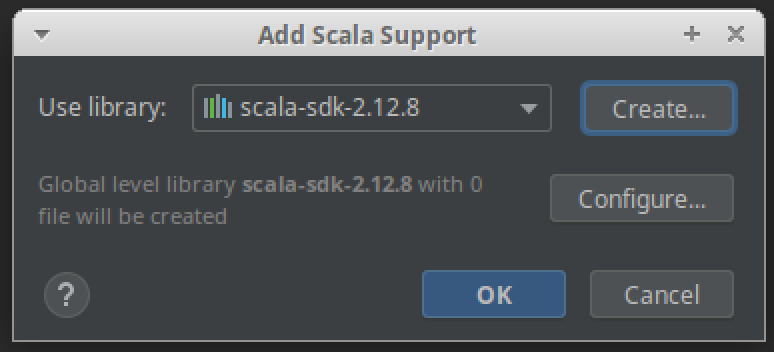 Add Scala Support
Use library: scala-sdk-2.12.8 Create...
Global level library scala-sdk-2.12.8 with 0
file will be created
Configure...
? OK Cancel